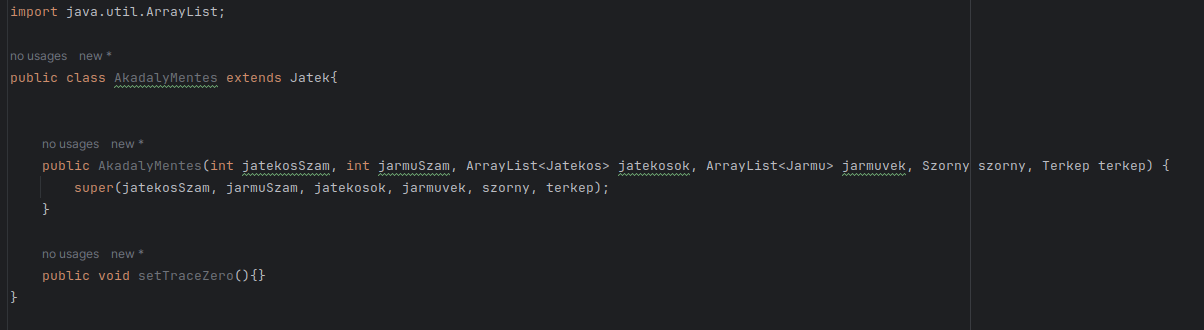 import java.util.ArrayList;
no usages new *
public class AkadalyMentes extends Jatek{
no usages new *
public AkadalyMentes(int jatekosSzam, int jarmuSzam, ArrayList<Jatekos> jatekosok, ArrayList<Jarmu> jarmuvek, Szorny szorny, Terkep terkep) {
super(jatekosSzam, jarmuSzam, jatekosok, jarmuvek, szorny, terkep);
}
no usages new *
public void setTraceZero(){}
}